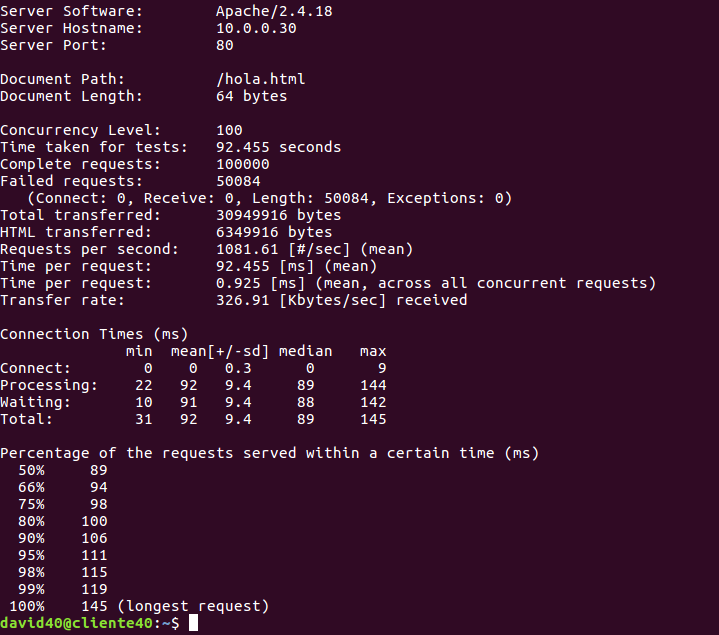 Server Software:        Apache/2.4.18
Server Hostname:        10.0.0.30
Server Port:            80

Document Path:          /hola.html
Document Length:        64 bytes

Concurrency Level:      100
Time taken for tests:   92.455 seconds
Complete requests:      100000
Failed requests:        50084
   (Connect: 0, Receive: 0, Length: 50084, Exceptions: 0)
Total transferred:      30949916 bytes
HTML transferred:       6349916 bytes
Requests per second:    1081.61 [#/sec] (mean)
Time per request:       92.455 [ms] (mean)
Time per request:       0.925 [ms] (mean, across all concurrent requests)
Transfer rate:          326.91 [Kbytes/sec] received

Connection Times (ms)
              min  mean[+/-sd] median   max
Connect:        0    0   0.3      0       9
Processing:    22   92   9.4     89     144
Waiting:       10   91   9.4     88     142
Total:         31   92   9.4     89     145

Percentage of the requests served within a certain time (ms)
  50%     89
  66%     94
  75%     98
  80%    100
  90%    106
  95%    111
  98%    115
  99%    119
 100%    145 (longest request)
david40@cliente40:~$